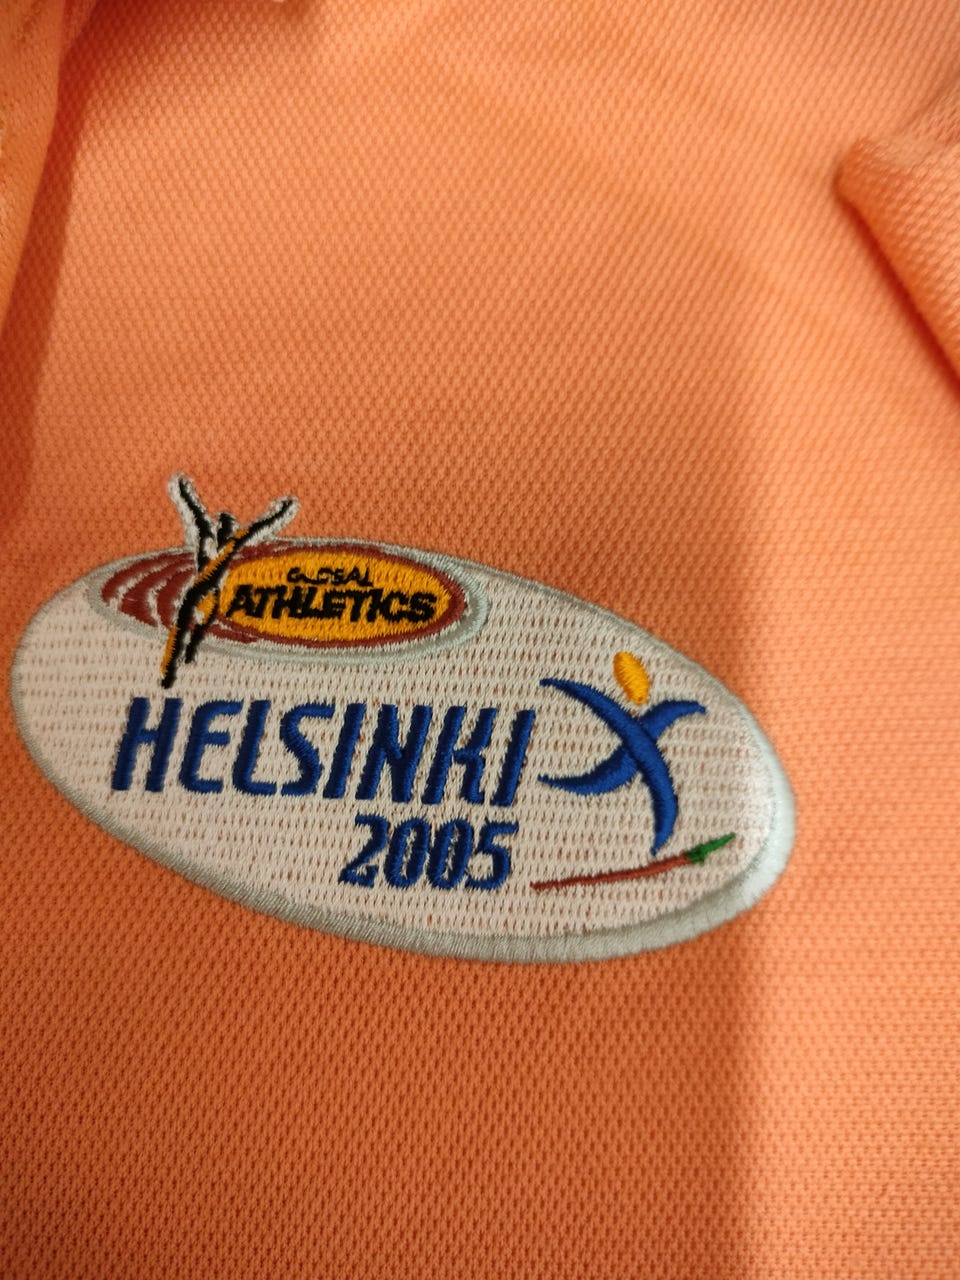 GLOBAL
ATHLETICS
HELSINKI
2005